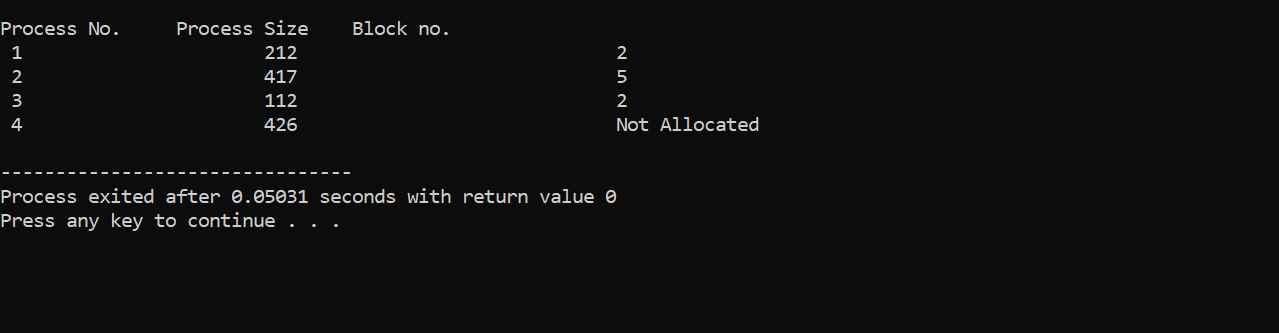 Process No.     Process Size    Block no.
 1                      212                             2
 2                      417                             5
 3                      112                             2
 4                      426                             Not Allocated
--------------------------------
Process exited after 0.05031 seconds with return value 0
Press any key to continue . . .